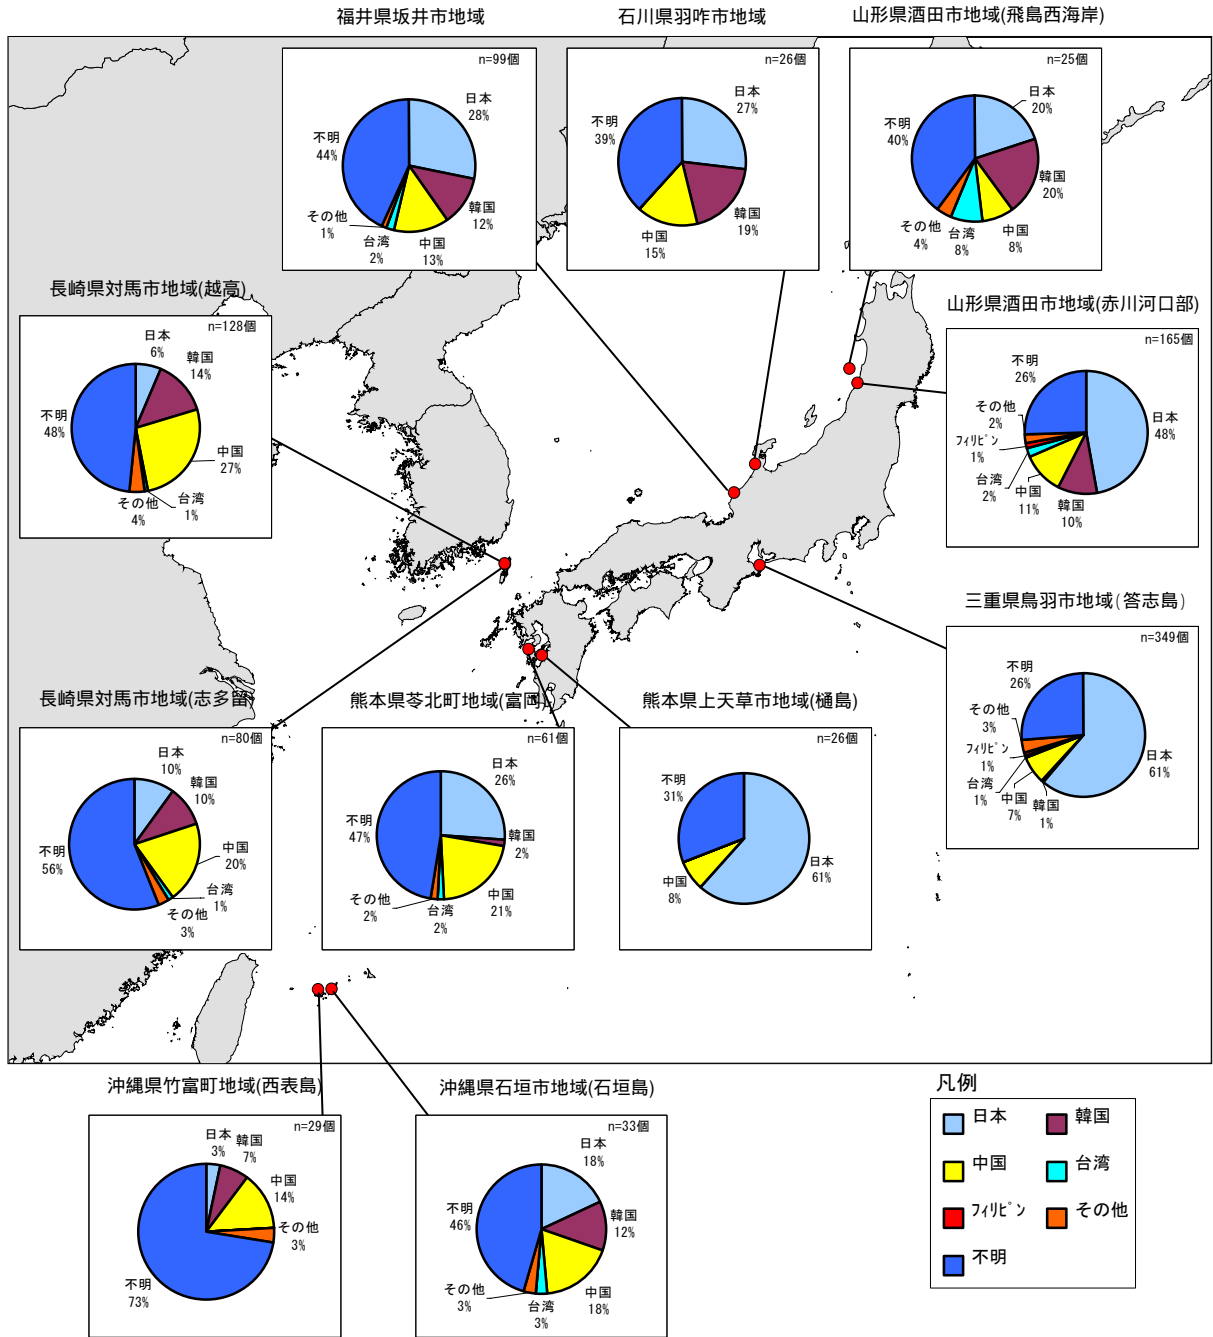 福井県坂井市地域
n=99個
日本
28%
韓国
12%
中国
13%
台湾
2%
その他
1%
不明
44%
石川県羽咋市地域
n=26個
日本
27%
韓国
19%
中国
15%
不明
39%
山形県酒田市地域(飛島西海岸)
n=25個
日本
20%
韓国
20%
中国
8%
台湾
8%
その他
4%
不明
40%
長崎県対馬市地域(越高)
n=128個
日本
6%
韓国
14%
中国
27%
台湾
1%
その他
4%
不明
48%
山形県酒田市地域(赤川河口部)
n=165個
日本
48%
韓国
10%
中国
11%
台湾
2%
フィリピン
1%
その他
2%
不明
26%
三重県鳥羽市地域(答志島)
n=349個
日本
61%
韓国
1%
中国
7%
台湾
1%
フィリピン
1%
その他
3%
不明
26%
長崎県対馬市地域(志多留)
n=80個
日本
10%
韓国
10%
中国
20%
台湾
1%
その他
3%
不明
56%
熊本県苓北町地域(富岡)
n=61個
日本
26%
韓国
2%
中国
21%
台湾
2%
その他
2%
不明
47%
熊本県上天草市地域(樋島)
n=26個
日本
61%
中国
8%
不明
31%
沖縄県竹富町地域(西表島)
n=29個
日本
3%
韓国
7%
中国
14%
その他
3%
不明
73%
沖縄県石垣市地域(石垣島)
n=33個
日本
18%
韓国
12%
中国
18%
台湾
3%
その他
3%
不明
46%
凡例
日本
韓国
中国
台湾
フィリピン
その他
不明